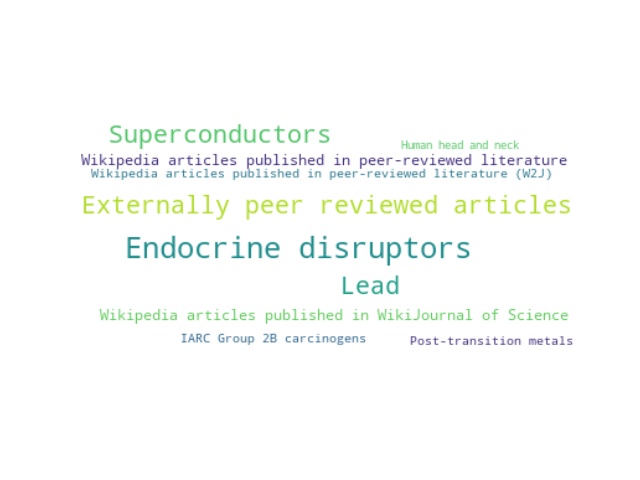 Superconductors
Human head and neck
Wikipedia articles published in peer-reviewed literature
Wikipedia articles published in peer-reviewed literature (W2J)
Externally peer reviewed articles
Endocrine disruptors
Lead
Wikipedia articles published in WikiJournal of Science
IARC Group 2B carcinogens
Post-transition metals